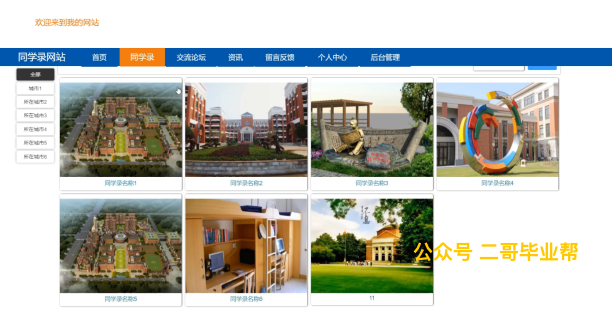 欢迎来到我的网站
同学录网站 首页 同学录 交流论坛 资讯 留言反馈 个人中心 后台管理
全部
城市1
所在城市2
所在城市3
所在城市4
所在城市5
所在城市6
同学录名称1 同学录名称2 同学录名称3 同学录名称4
公众号 二哥毕业帮
同学录名称5 同学录名称6 11